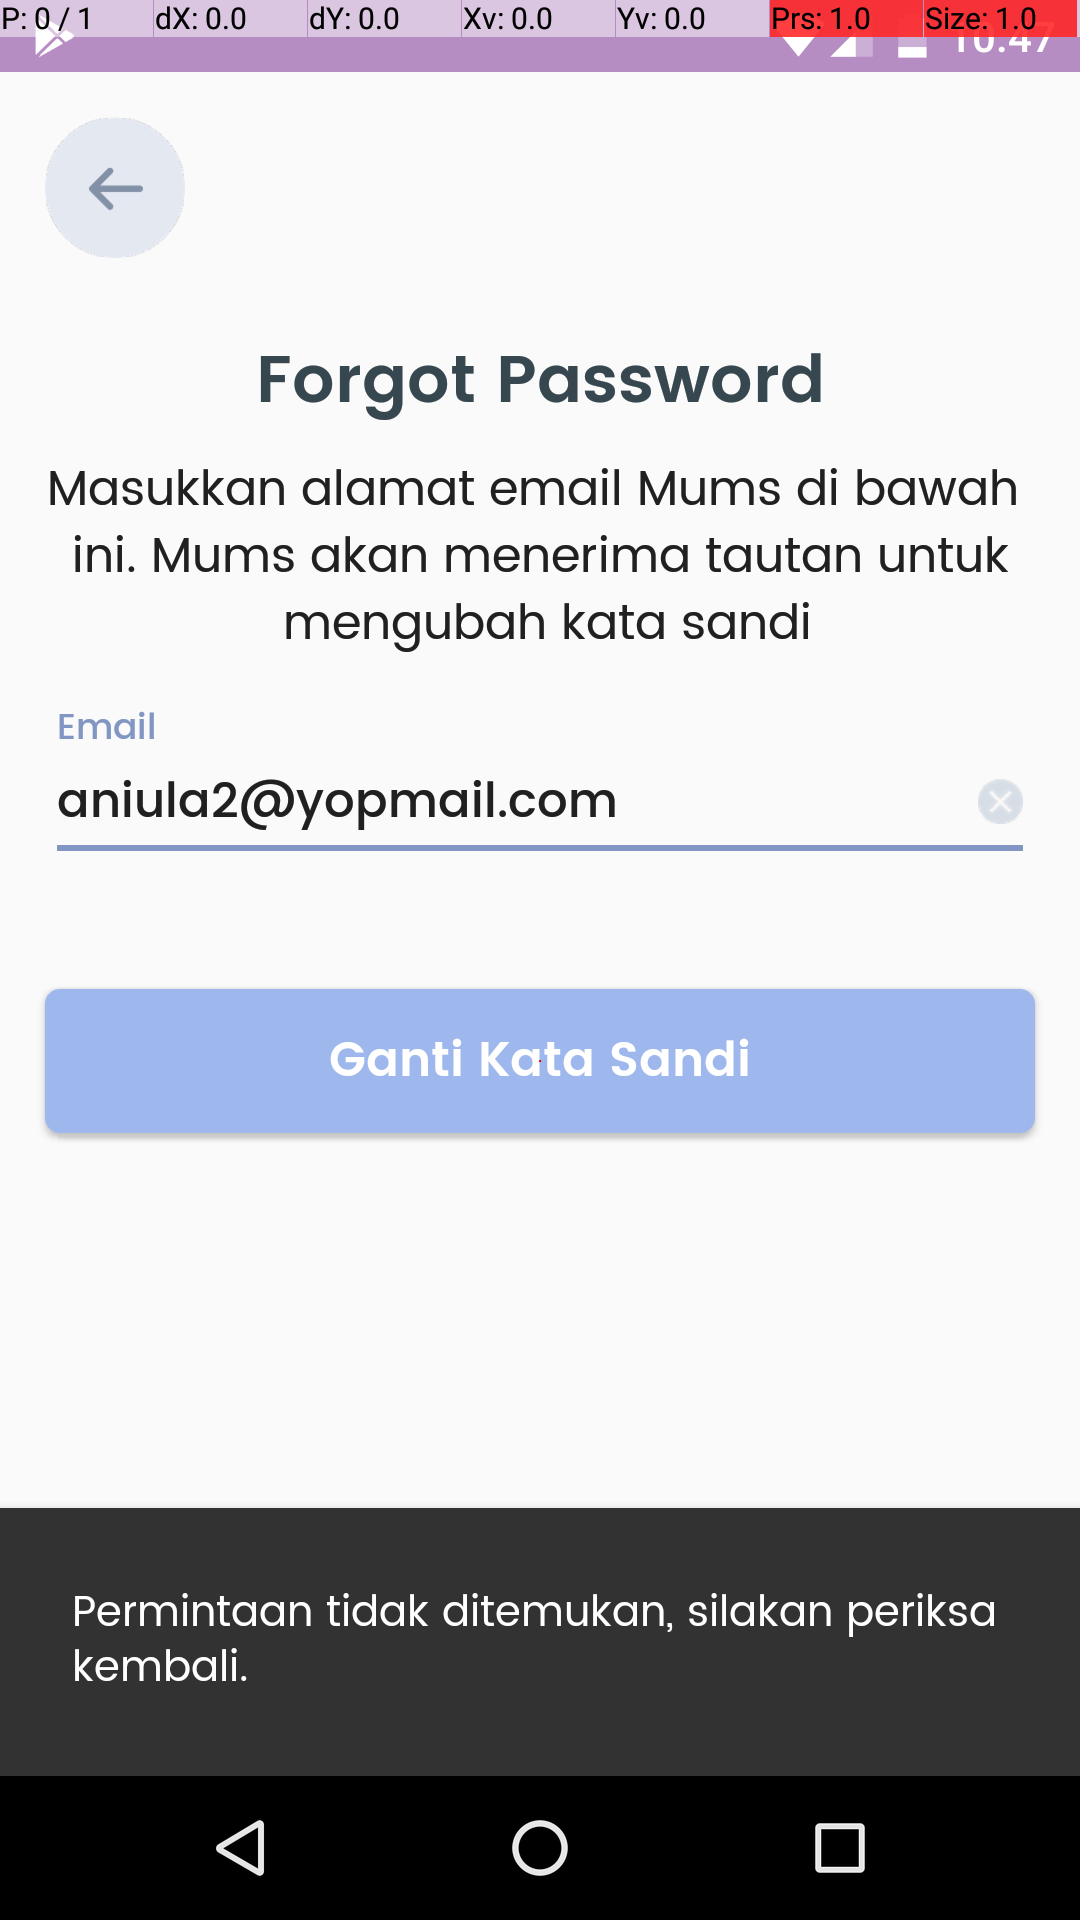 P: 0 / 1 dX: 0.0 dY: 0.0 Xv: 0.0 Yv: 0.0 Prs: 1.0 Size: 1.0
10:47
Forgot Password
Masukkan alamat email Mums di bawah
ini. Mums akan menerima tautan untuk
mengubah kata sandi
Email
aniula2@yopmail.com
Ganti Kata Sandi
Permintaan tidak ditemukan, silakan periksa
kembali.